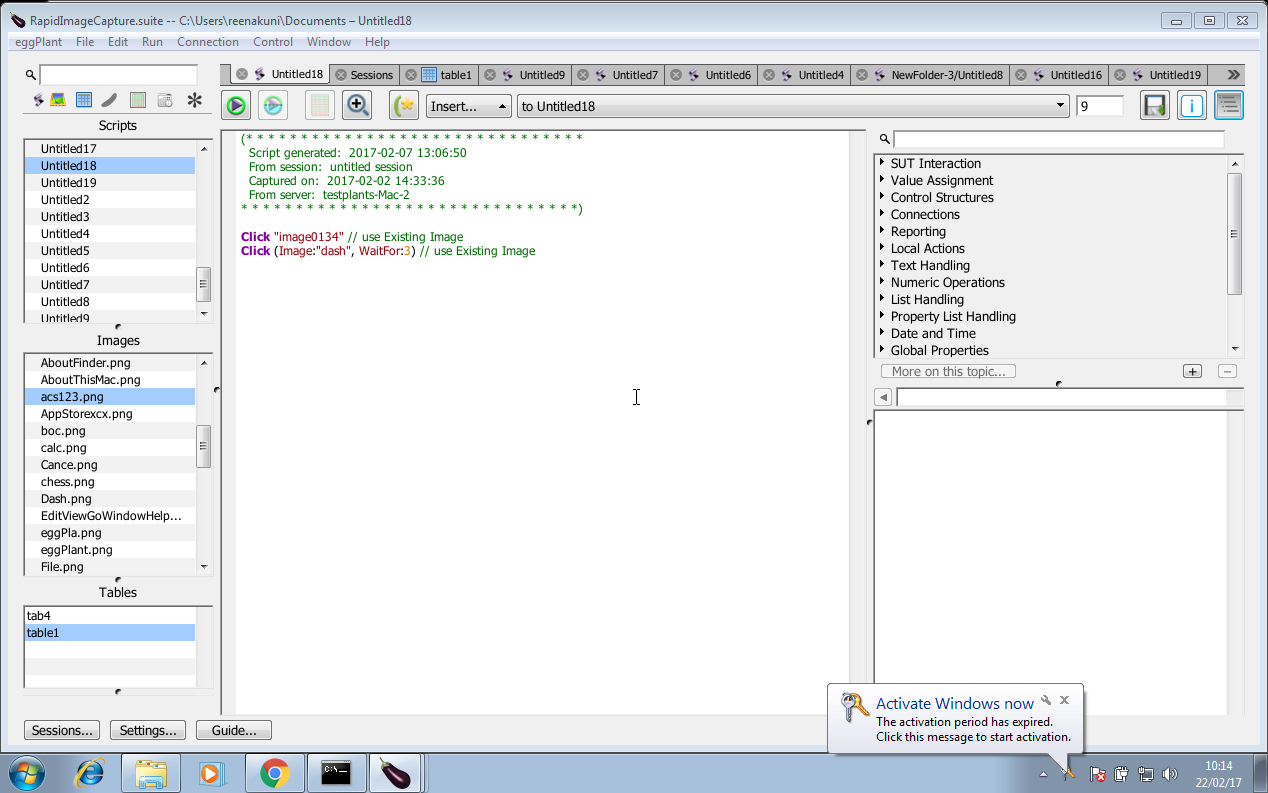 RapidImageCapture.suite -- C:\Users\reenakuni\Documents – Untitled18
eggPlant File Edit Run Connection Control Window Help
Untitled18 Sessions table1 Untitled9 Untitled7 Untitled6 Untitled4 NewFolder-3/Untitled8 Untitled16 Untitled19 »
Insert... to Untitled18 9
Scripts
Untitled17
Untitled18
Untitled19
Untitled2
Untitled3
Untitled4
Untitled5
Untitled6
Untitled7
Untitled8
Untitled9
Images
AboutFinder.png
AboutThisMac.png
acs123.png
AppStorexcx.png
boc.png
calc.png
Cance.png
chess.png
Dash.png
EditViewGoWindowHelp...
eggPla.png
eggPlant.png
File.png
Tables
tab4
table1
Sessions... Settings... Guide...
(* * * * * * * * * * * * * * * * * * * * * * * * * * * * * * *
Script generated: 2017-02-07 13:06:50
From session: untitled session
Captured on: 2017-02-02 14:33:36
From server: testplants-Mac-2
* * * * * * * * * * * * * * * * * * * * * * * * * * * * * * *)
Click "image0134" // use Existing Image
Click (Image:"dash", WaitFor:3) // use Existing Image
SUT Interaction
Value Assignment
Control Structures
Connections
Reporting
Local Actions
Text Handling
Numeric Operations
List Handling
Property List Handling
Date and Time
Global Properties
More on this topic...
Activate Windows now
The activation period has expired.
Click this message to start activation.
C:\.
10:14
22/02/17